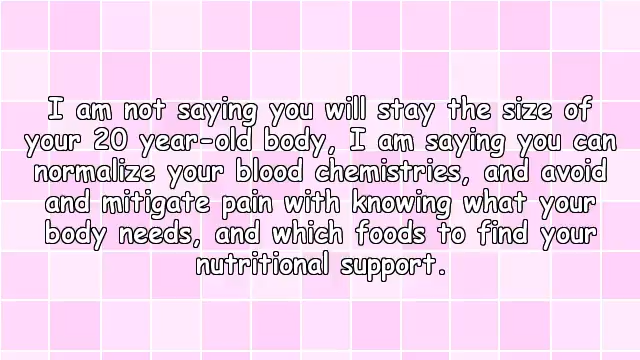 I am not saying you will stay the size of
your 20 year-old body, I am saying you can
normalize your blood chemistries, and avoid
and mitigate pain with knowing what your
body needs, and which foods to find your
nutritional support.